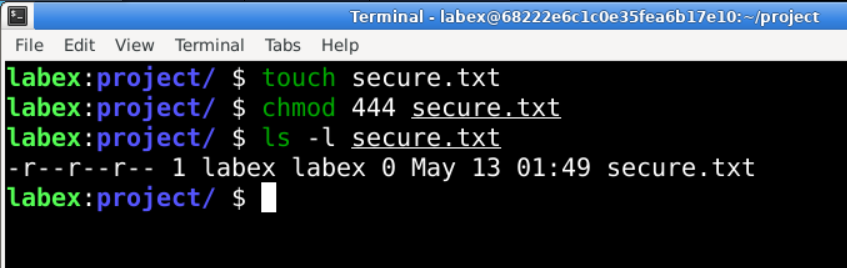 Terminal - labex@68222e6c1c0e35fea6b17e10:~/project
File Edit View Terminal Tabs Help
labex:project/ $ touch secure.txt
labex:project/ $ chmod 444 secure.txt
labex:project/ $ ls -l secure.txt
-r--r--r-- 1 labex labex 0 May 13 01:49 secure.txt
labex:project/ $